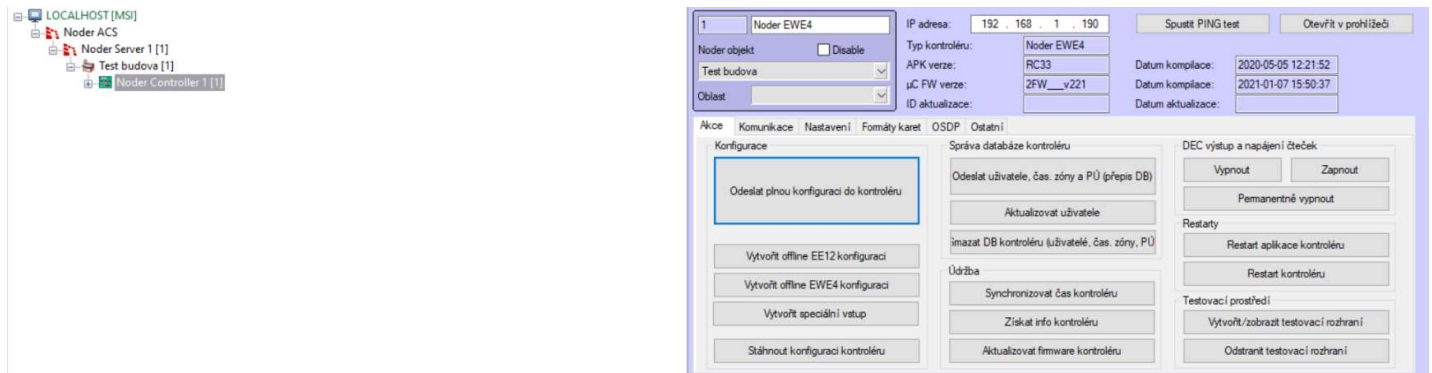 LOCALHOST [MSI]
Noder ACS
Noder Server 1 [1]
Test budova [1]
Noder Controller 1 [1]
1 Noder EWE4
Noder objekt Disable
Test budova
Oblast
IP adresa: 192 . 168 . 1 . 190 Spustit PING test Otevřít v prohlížeči
Typ kontroléru: Noder EWE4
APK verze: RC33 Datum kompilace: 2020-05-05 12:21:52
µC FW verze: 2FW___v221 Datum kompilace: 2021-01-07 15:50:37
ID aktualizace: Datum aktualizace:
Akce Komunikace Nastavení Formáty karet OSDP Ostatní
Konfigurace
Odeslat plnou konfiguraci do kontroléru
Vytvořit offline EE12 konfiguraci
Vytvořit offline EWE4 konfiguraci
Vytvořit speciální vstup
Stáhnout konfiguraci kontroléru
Správa databáze kontroléru
Odeslat uživatele, čas. zóny a PÚ (přepis DB)
Aktualizovat uživatele
imazat DB kontroléru (uživatelé, čas. zóny, PÚ
Údržba
Synchronizovat čas kontroléru
Získat info kontroléru
Aktualizovat firmware kontroléru
DEC výstup a napájení čteček
Vypnout Zapnout
Permanentně vypnout
Restarty
Restart aplikace kontroléru
Restart kontroléru
Testovací prostředí
Vytvořit/zobrazit testovací rozhraní
Odstranit testovací rozhraní